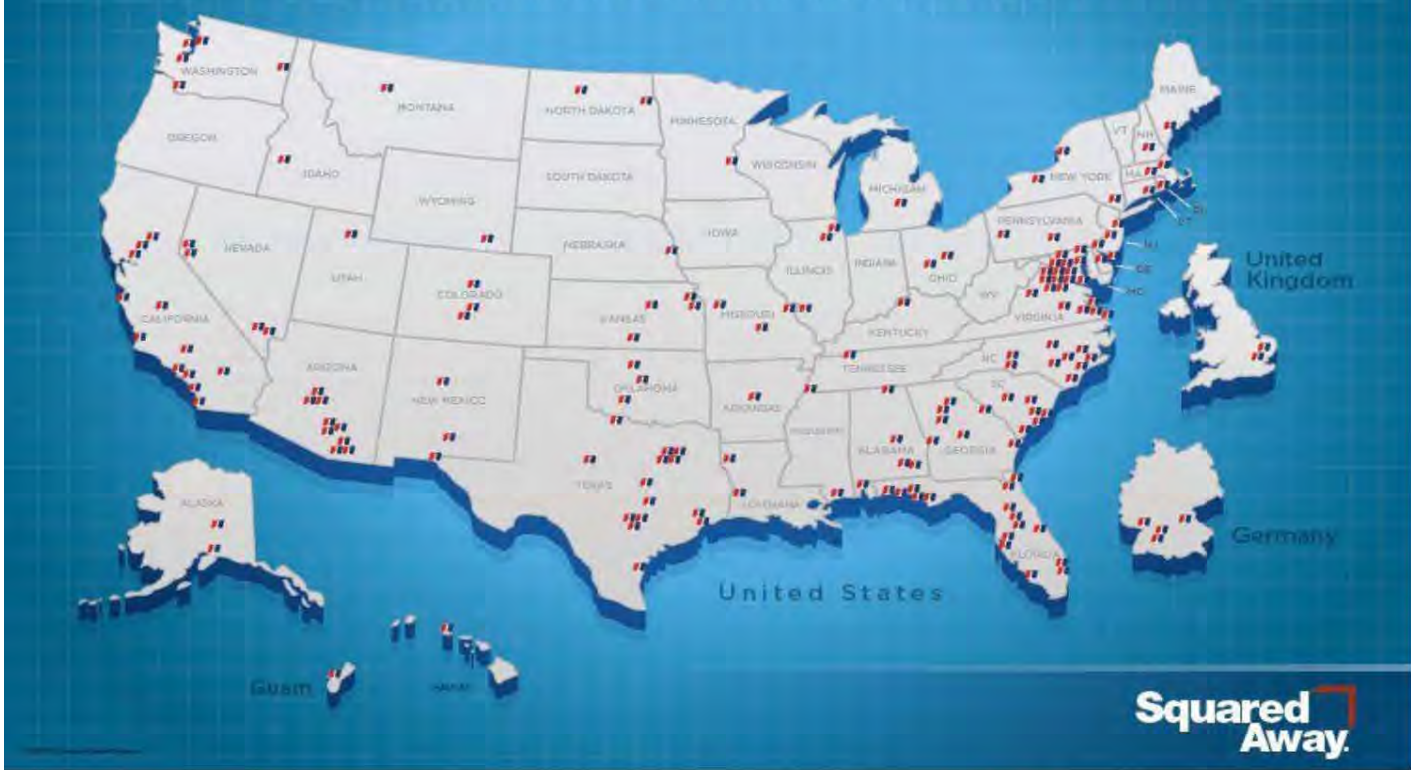 WASHINGTON
MONTANA
NORTH DAKOTA
MINNESOTA
MAINE
VT
NH
OREGON
IDAHO
SOUTH DAKOTA
WISCONSIN
MICHIGAN
NEW YORK
MA
WYOMING
RI
CT
NEVADA
NEBRASKA
IOWA
PENNSYLVANIA
NJ
UTAH
COLORADO
ILLINOIS
INDIANA
OHIO
WV
DE
MD
United
Kingdom
CALIFORNIA
KANSAS
MISSOURI
KENTUCKY
VIRGINIA
ARIZONA
NEW MEXICO
OKLAHOMA
ARKANSAS
TENNESSEE
NC
SC
MISSISSIPPI
ALABAMA
GEORGIA
ALASKA
TEXAS
LOUISIANA
FLORIDA
Germany
United States
Guam
HAWAII
Squared
Away.